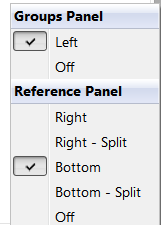 Groups Panel
Left
Off
Reference Panel
Right
Right - Split
Bottom
Bottom - Split
Off